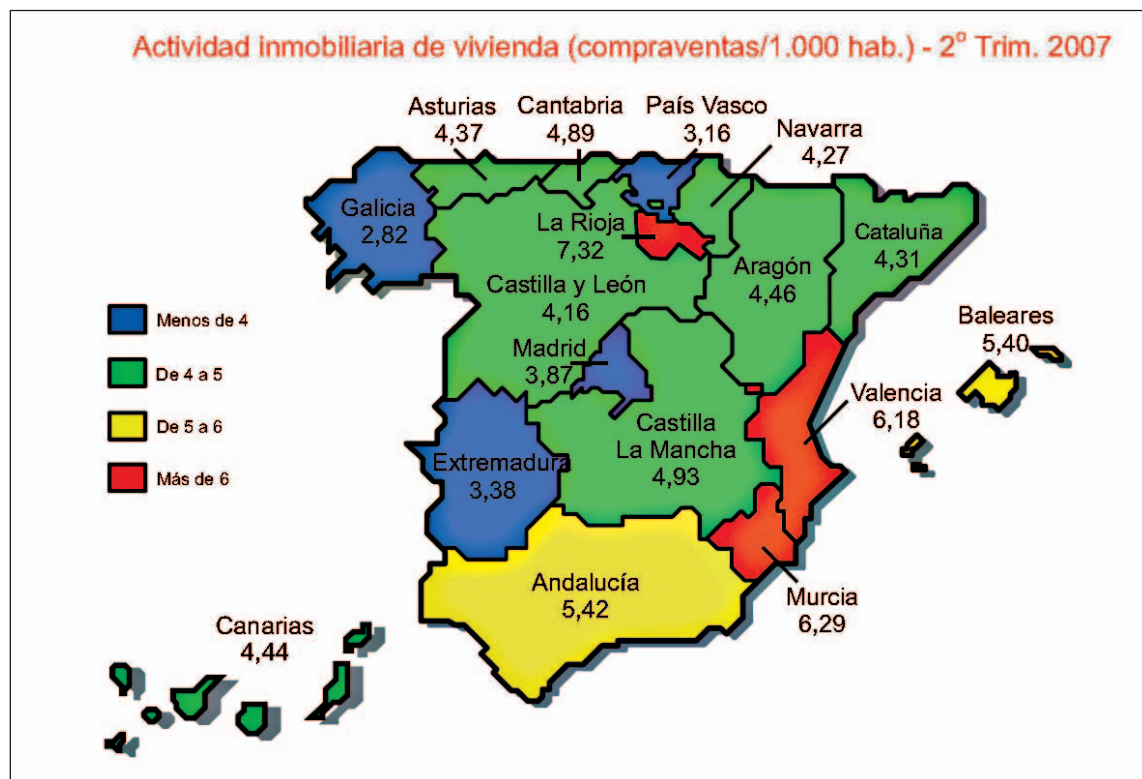 Actividad inmobiliaria de vivienda (compraventas/1.000 hab.) - 2º Trim. 2007
Asturias
4,37
Cantabria
4,89
País Vasco
3,16
Navarra
4,27
Galicia
2,82
La Rioja
7,32
Cataluña
4,31
Aragón
4,46
Castilla y León
4,16
Baleares
5,40
Madrid
3,87
Valencia
6,18
Castilla
La Mancha
4,93
Extremadura
3,38
Andalucía
5,42
Murcia
6,29
Canarias
4,44
Menos de 4
De 4 a 5
De 5 a 6
Más de 6